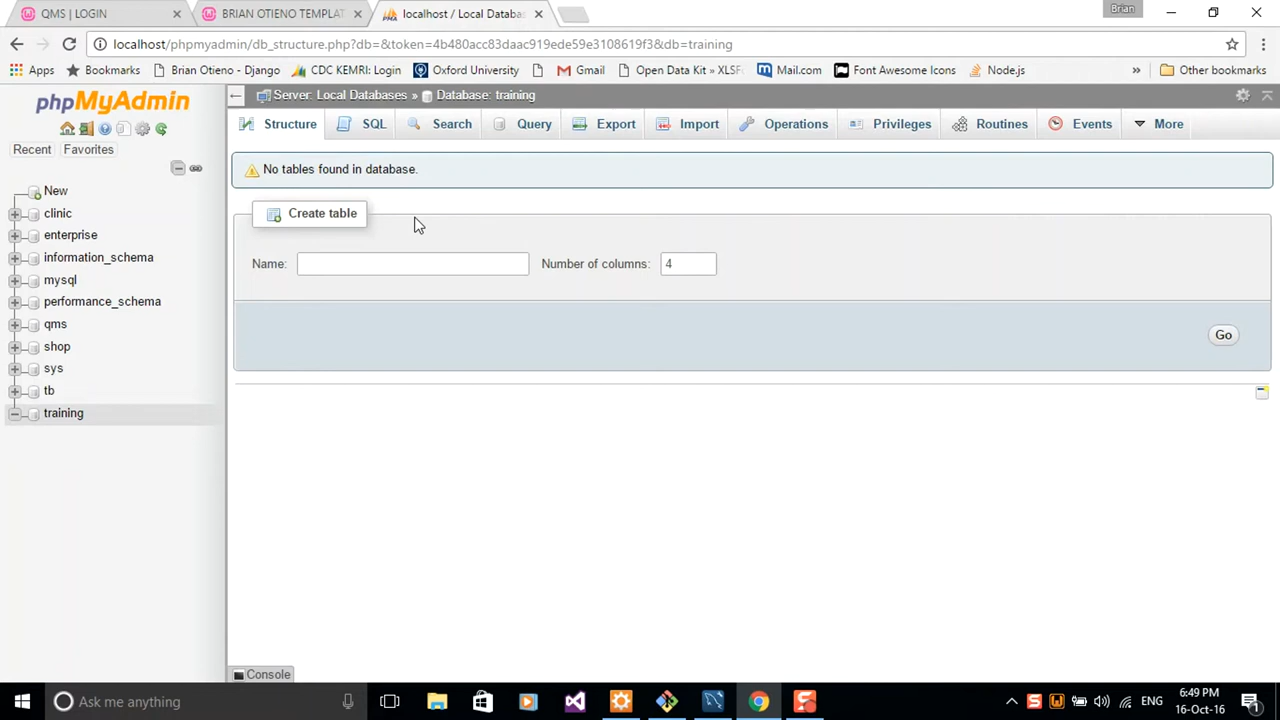 QMS | LOGIN
BRIAN OTIENO TEMPLAT
localhost / Local Databas
Brian
localhost/phpmyadmin/db_structure.php?db=&token=4b480acc83daac919ede59e3108619f3&db=training
Apps
Bookmarks
Brian Otieno - Django
CDC KEMRI: Login
Oxford University
Gmail
Open Data Kit » XLSF
Mail.com
Font Awesome Icons
Node.js
»
Other bookmarks
phpMyAdmin
Recent
Favorites
New
clinic
enterprise
information_schema
mysql
performance_schema
qms
shop
sys
tb
training
Server: Local Databases » Database: training
Structure
SQL
Search
Query
Export
Import
Operations
Privileges
Routines
Events
More
No tables found in database.
Create table
Name:
Number of columns: 4
Go
Console
Ask me anything
ENG
6:49 PM
16-Oct-16